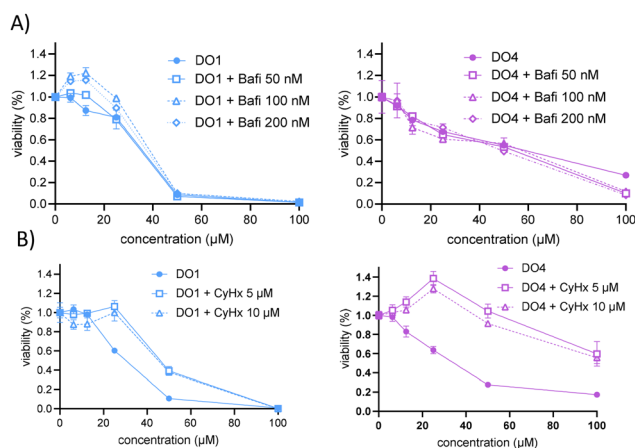 A)
DO1
DO1 + Bafi 50 nM
DO1 + Bafi 100 nM
DO1 + Bafi 200 nM
viability (%)
1.4
1.2
1.0
0.8
0.6
0.4
0.2
0.0
0 20 40 60 80 100
concentration (µM)
DO4
DO4 + Bafi 50 nM
DO4 + Bafi 100 nM
DO4 + Bafi 200 nM
viability (%)
1.4
1.2
1.0
0.8
0.6
0.4
0.2
0.0
0 20 40 60 80 100
concentration (µM)
B)
DO1
DO1 + CyHx 5 µM
DO1 + CyHx 10 µM
viability (%)
1.4
1.2
1.0
0.8
0.6
0.4
0.2
0.0
0 20 40 60 80 100
concentration (µM)
DO4
DO4 + CyHx 5 µM
DO4 + CyHx 10 µM
viability (%)
1.6
1.4
1.2
1.0
0.8
0.6
0.4
0.2
0.0
0 20 40 60 80 100
concentration (µM)